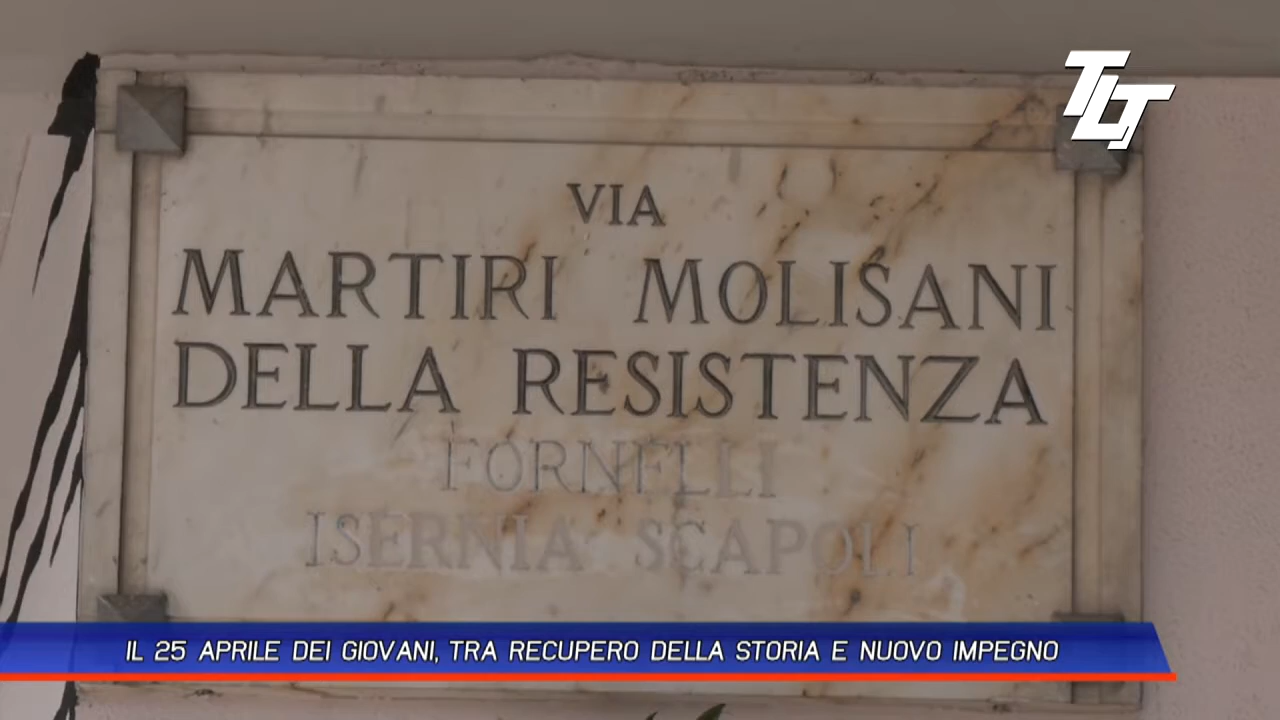 TLT
VIA
MARTIRI MOLISANI
DELLA RESISTENZA
FORNELLI
ISERNIA SCAPOLI
IL 25 APRILE DEI GIOVANI, TRA RECUPERO DELLA STORIA E NUOVO IMPEGNO